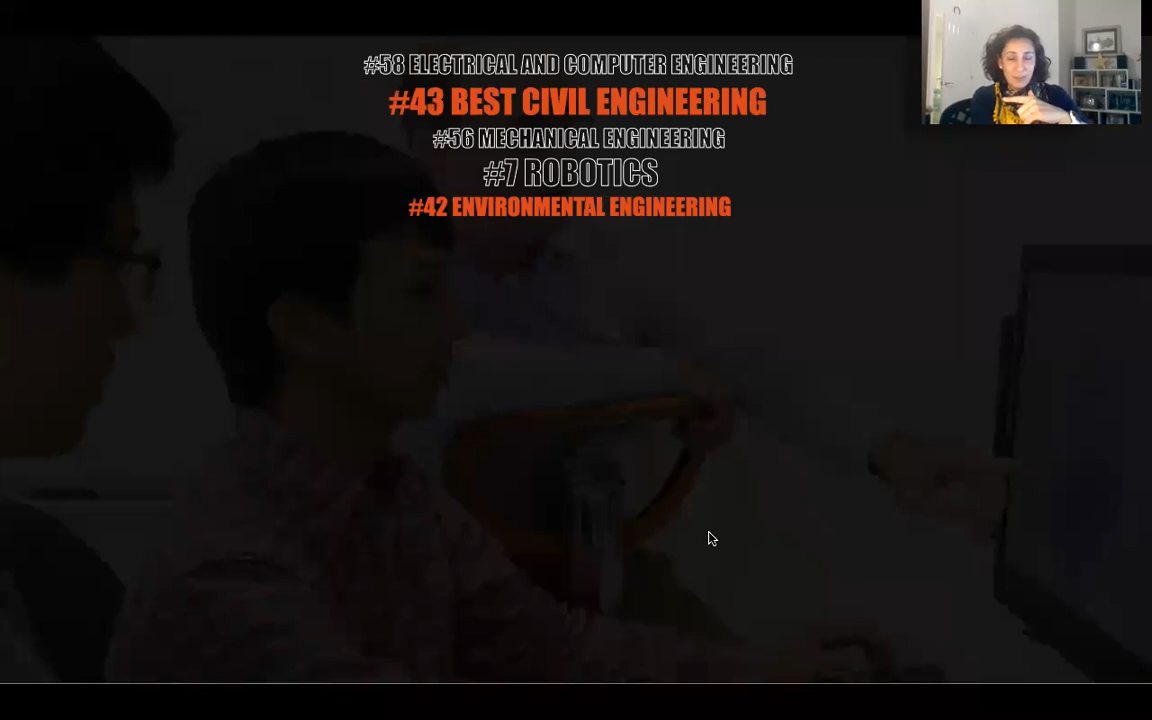 #58 ELECTRICAL AND COMPUTER ENGINEERING
#43 BEST CIVIL ENGINEERING
#56 MECHANICAL ENGINEERING
#7 ROBOTICS
#42 ENVIRONMENTAL ENGINEERING